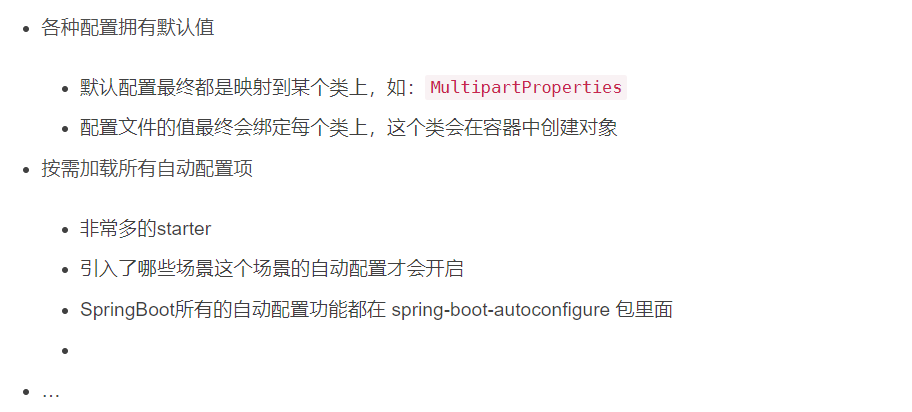 各种配置拥有默认值
默认配置最终都是映射到某个类上，如：MultipartProperties
配置文件的值最终会绑定每个类上，这个类会在容器中创建对象
按需加载所有自动配置项
非常多的starter
引入了哪些场景这个场景的自动配置才会开启
SpringBoot所有的自动配置功能都在 spring-boot-autoconfigure 包里面
…